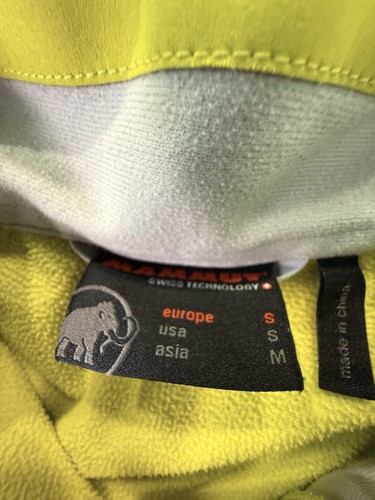 MAMMUT
SWISS TECHNOLOGY
europe S
usa S
asia M
made in china